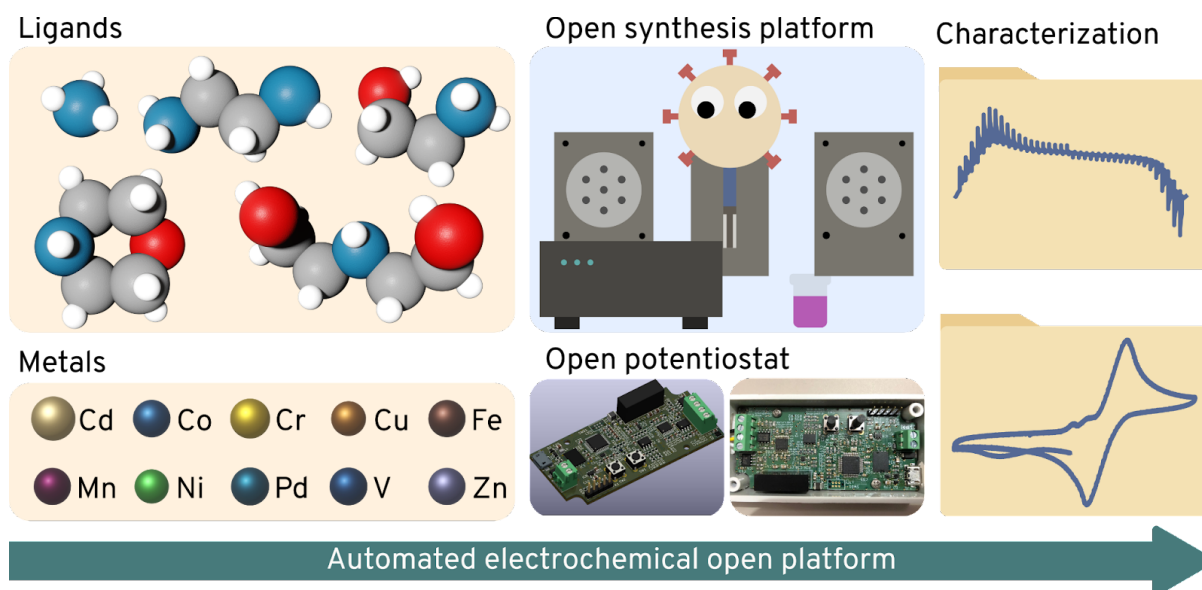 Ligands
Open synthesis platform
Characterization
Metals
Cd Co Cr Cu Fe
Mn Ni Pd V Zn
Open potentiostat
Automated electrochemical open platform